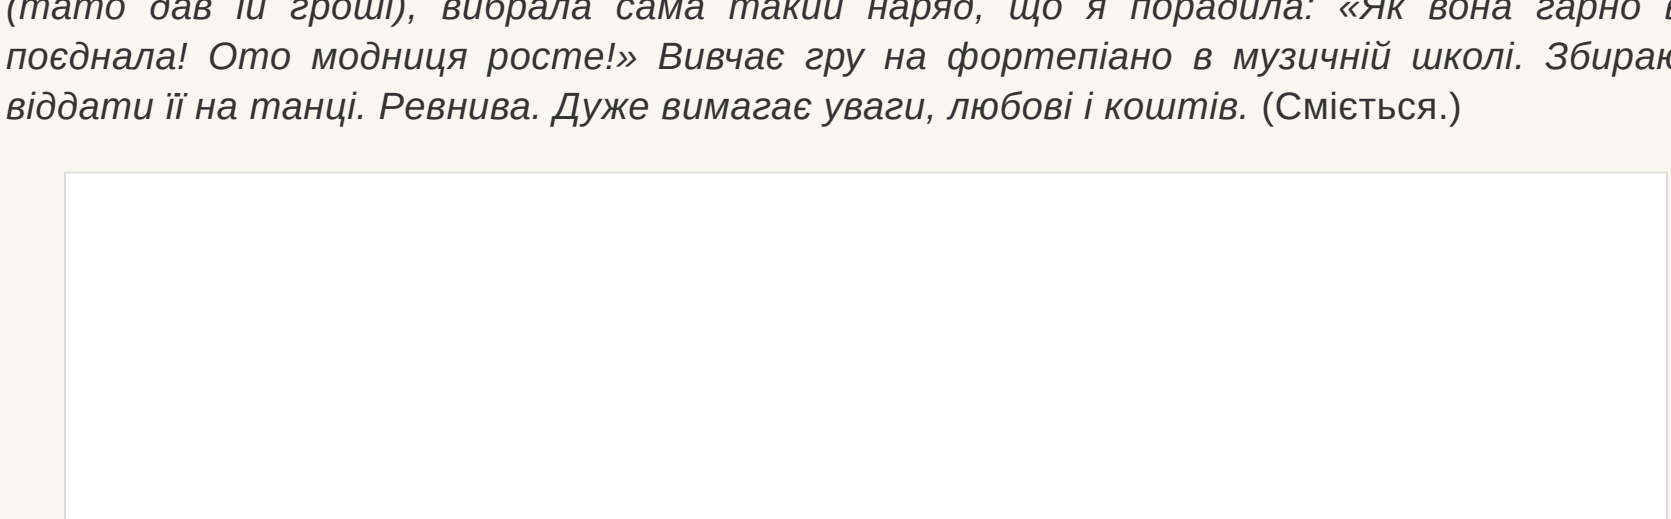 (тато дав їй гроші), вибрала сама такий наряд, що я порадила: «Як вона гарно
поєднала! Ото модниця росте!» Вивчає гру на фортепіано в музичній школі.
віддати її на танці. Ревнива. Дуже вимагає уваги, любові і коштів. (Сміється.)